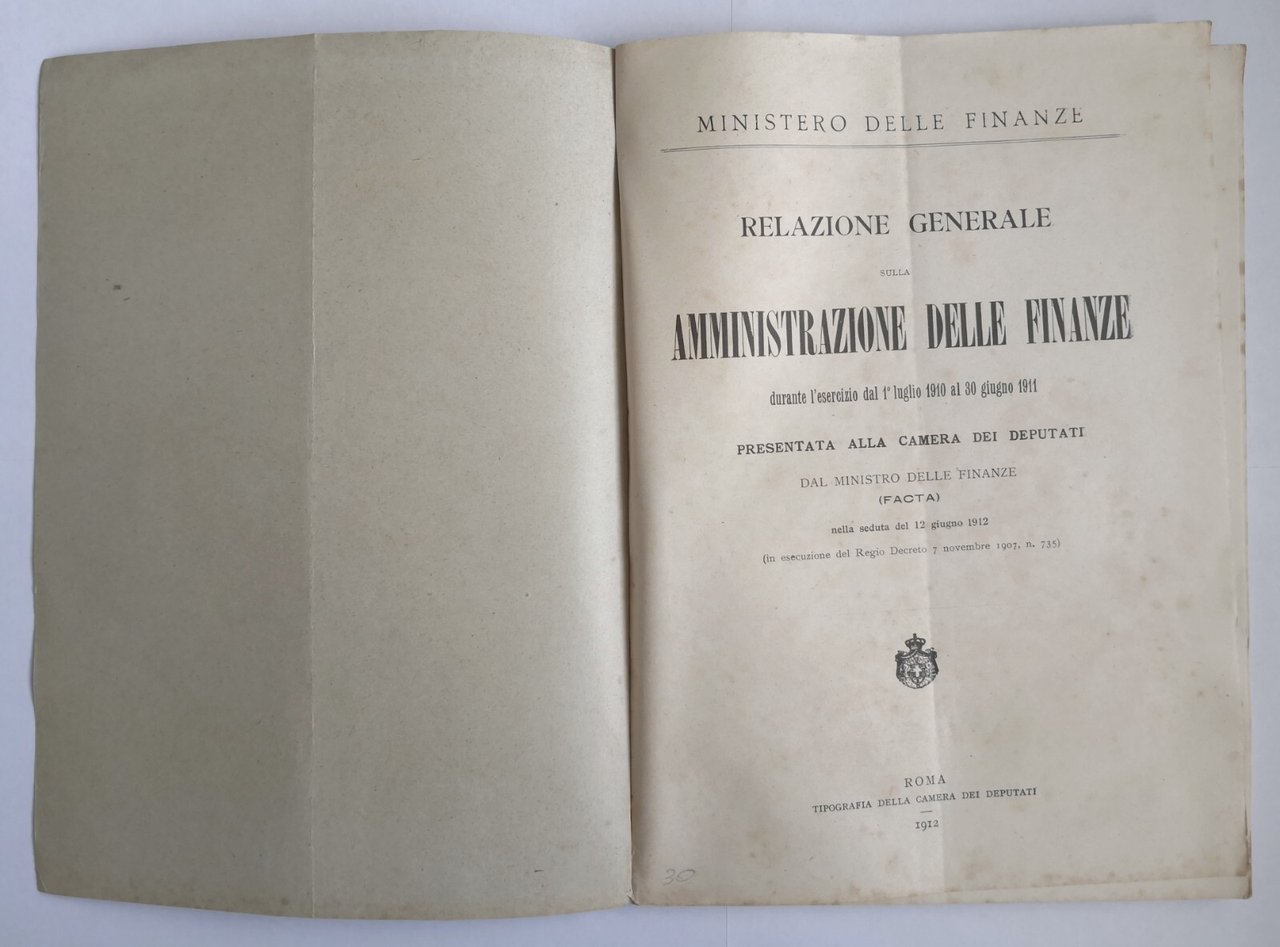 MINISTERO DELLE FINANZE
RELAZIONE GENERALE
SULLA
AMMINISTRAZIONE DELLE FINANZE
durante l'esercizio dal 1° luglio 1910 al 30 giugno 1911
PRESENTATA ALLA CAMERA DEI DEPUTATI
DAL MINISTRO DELLE FINANZE
(FACTA)
nella seduta del 12 giugno 1912
(in esecuzione del Regio Decreto 7 novembre 1907, n. 735)
ROMA
TIPOGRAFIA DELLA CAMERA DEI DEPUTATI
1912
30